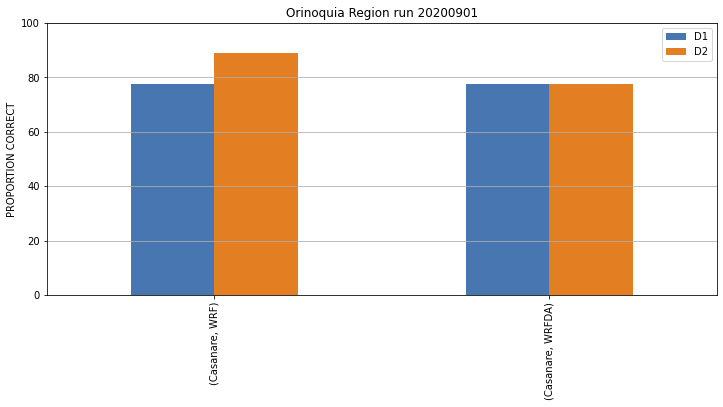 Orinoquia Region run 20200901
PROPORTION CORRECT
100
80
60
40
20
0
D1
D2
(Casanare, WRF)
(Casanare, WRFDA)